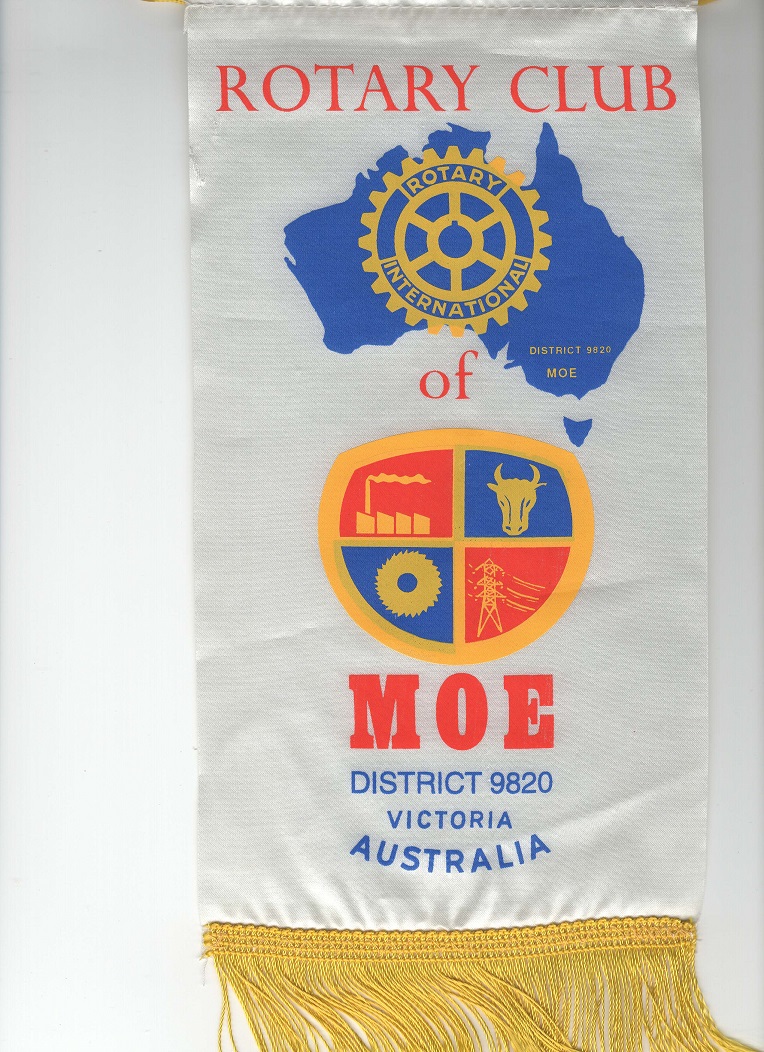 ROTARY CLUB
ROTARY
INTERNATIONAL
DISTRICT 9820
MOE
of
MOE
DISTRICT 9820
VICTORIA
AUSTRALIA